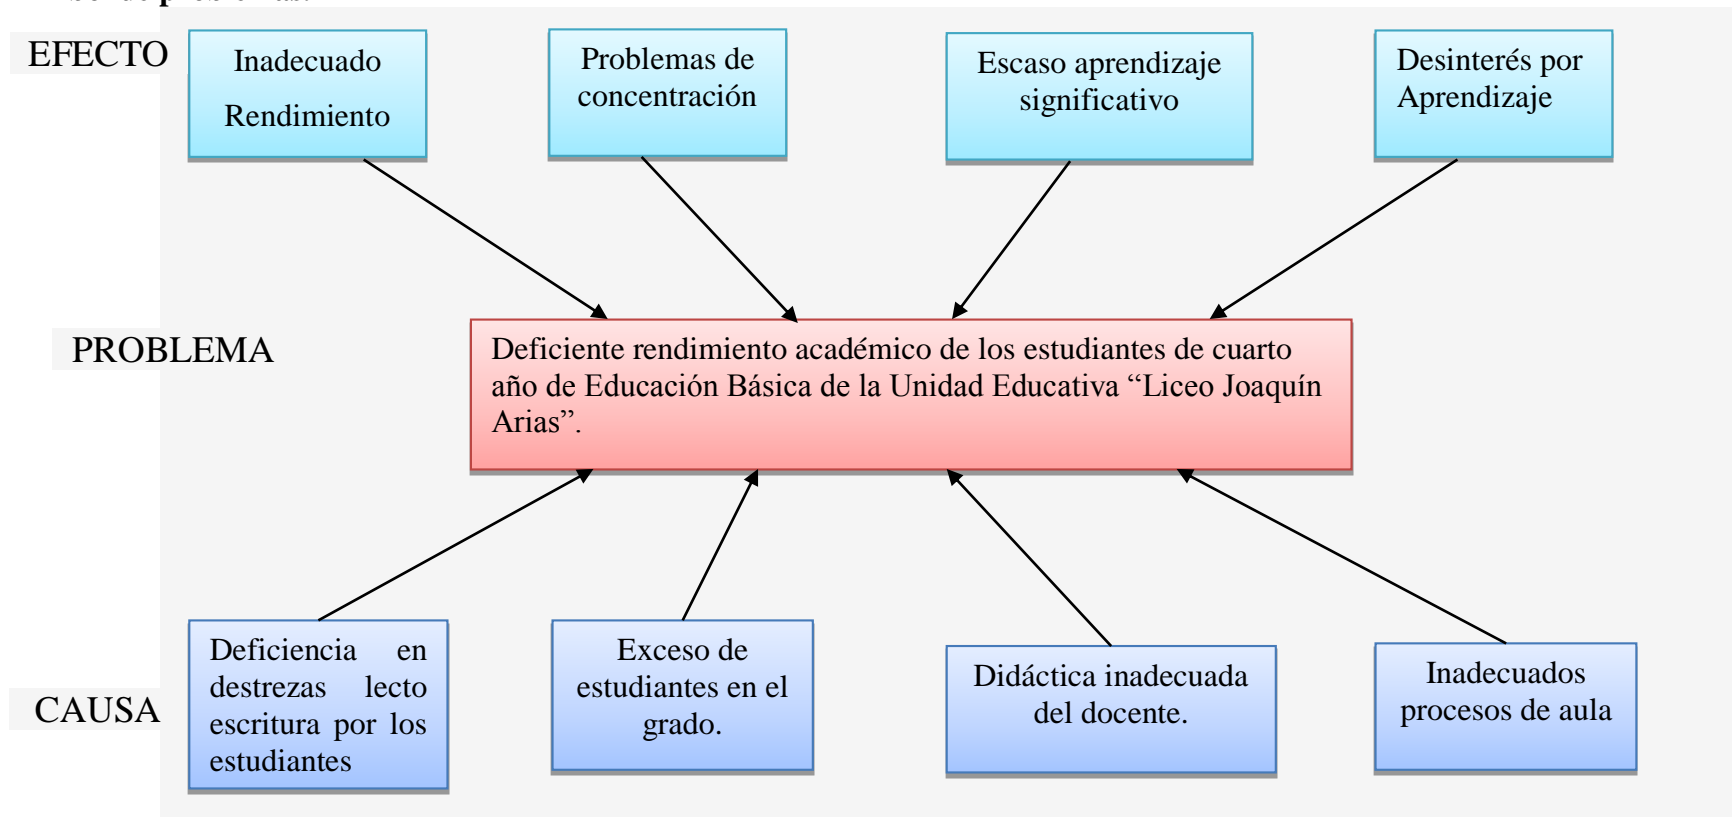 de problemas.
EFECTO
Inadecuado
Rendimiento
Problemas de
concentración
Escaso aprendizaje
significativo
Desinterés por
Aprendizaje
PROBLEMA
Deficiente rendimiento académico de los estudiantes de cuarto
año de Educación Básica de la Unidad Educativa “Liceo Joaquín
Arias”.
CAUSA
Deficiencia en
destrezas lecto
escritura por los
estudiantes
Exceso de
estudiantes en el
grado.
Didáctica inadecuada
del docente.
Inadecuados
procesos de aula